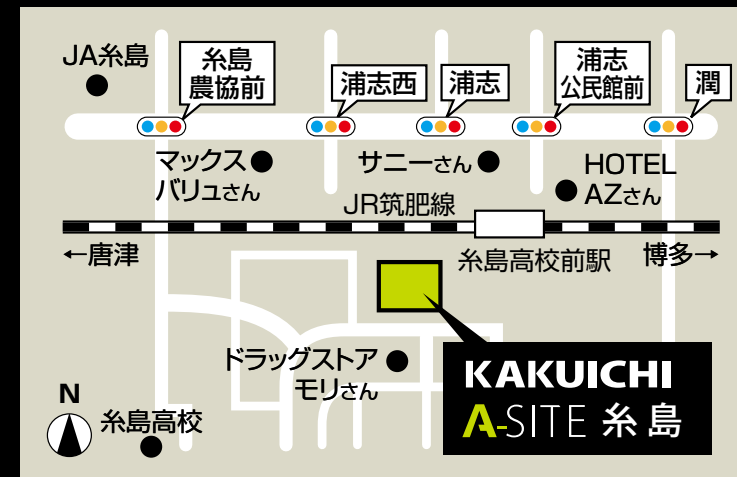 JA糸島
糸島
農協前
浦志西
浦志
浦志
公民館前
潤
マックス
バリュさん
サニーさん
HOTEL
AZさん
JR筑肥線
←唐津
糸島高校前駅
博多→
ドラッグストア
モリさん
KAKUICHI
A-SITE 糸島
N
糸島高校